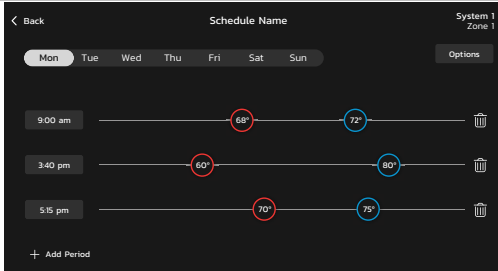 Back
Schedule Name
System 1
Zone 1
Mon Tue Wed Thu Fri Sat Sun
Options
9:00 am 68° 72°
3:40 pm 60° 80°
5:15 pm 70° 75°
+ Add Period